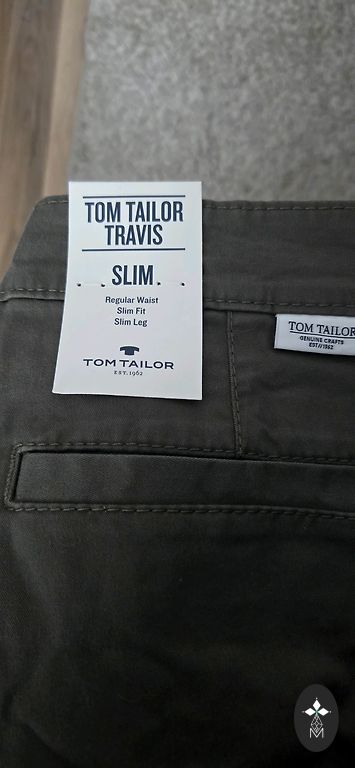 TOM TAILOR
TRAVIS
SLIM
Regular Waist
Slim Fit
Slim Leg
TOM TAILOR
EST. 1962
TOM TAILOR
GENUINE CRAFTS
EST//1962
M